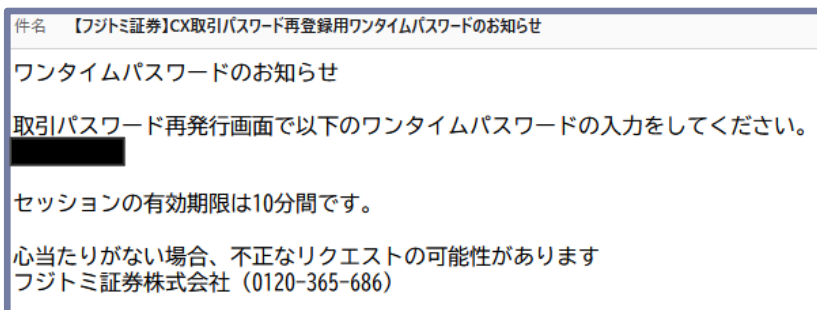 件名 【フジトミ証券】CX取引パスワード再登録用ワンタイムパスワードのお知らせ
ワンタイムパスワードのお知らせ
取引パスワード再発行画面で以下のワンタイムパスワードの入力をしてください。
セッションの有効期限は10分間です。
心当たりがない場合、不正なリクエストの可能性があります
フジトミ証券株式会社（0120-365-686）